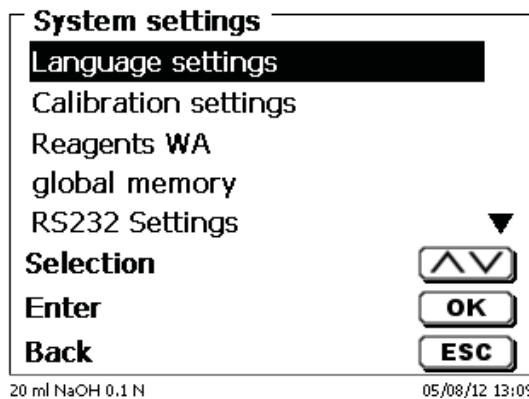 System settings
Language settings
Calibration settings
Reagents WA
global memory
RS232 Settings
Selection
Enter OK
Back ESC
20 ml NaOH 0.1 N 05/08/12 13:09